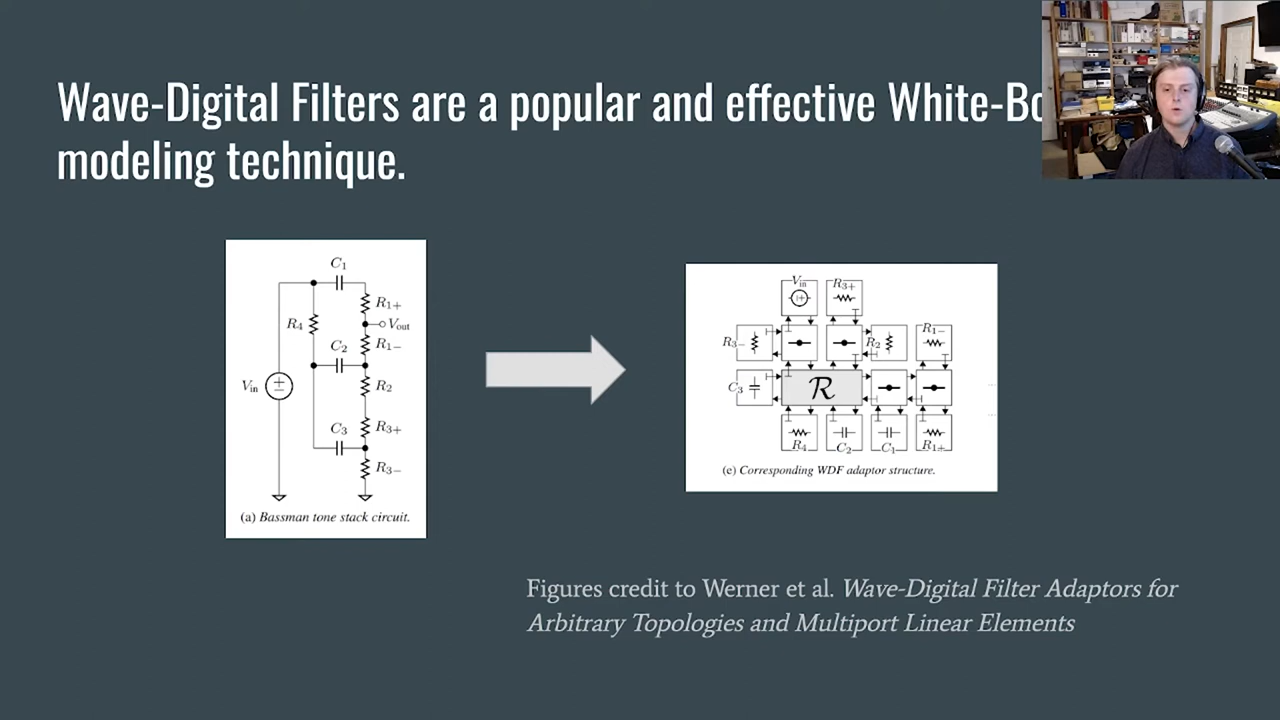 Wave-Digital Filters are a popular and effective White-Bo
modeling technique.
C1
R1+
R4
Vout
R1−
C2
Vin
R2
C3
R3+
R3−
(a) Bassman tone stack circuit.
Vin
R3+
R3−
R2
R1−
C3
R
R4
C2
C1
R1+
(e) Corresponding WDF adaptor structure.
Figures credit to Werner et al. Wave-Digital Filter Adaptors for
Arbitrary Topologies and Multiport Linear Elements